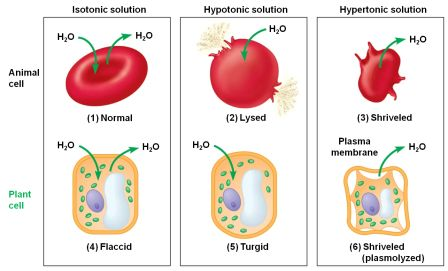 Isotonic solution
Hypotonic solution
Hypertonic solution
H₂O
H₂O
H₂O
H₂O
Animal
cell
(1) Normal
(2) Lysed
(3) Shriveled
H₂O
H₂O
H₂O
Plasma
membrane
H₂O
Plant
cell
(4) Flaccid
(5) Turgid
(6) Shriveled
(plasmolyzed)